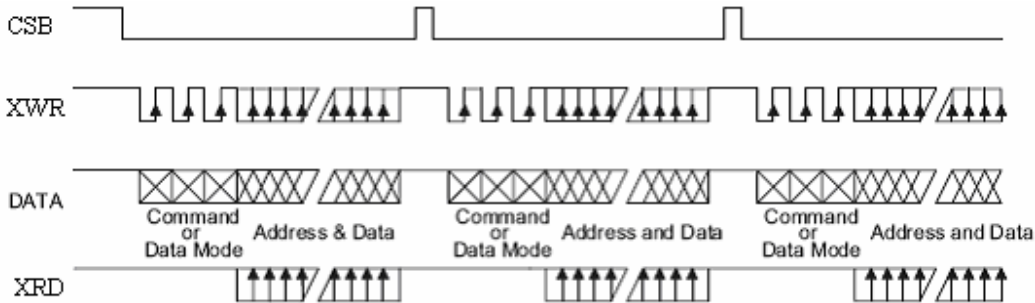 CSB
XWR
DATA
Command
or
Data Mode
Address & Data
Command
or
Data Mode
Address and Data
Command
or
Data Mode
Address and Data
XRD